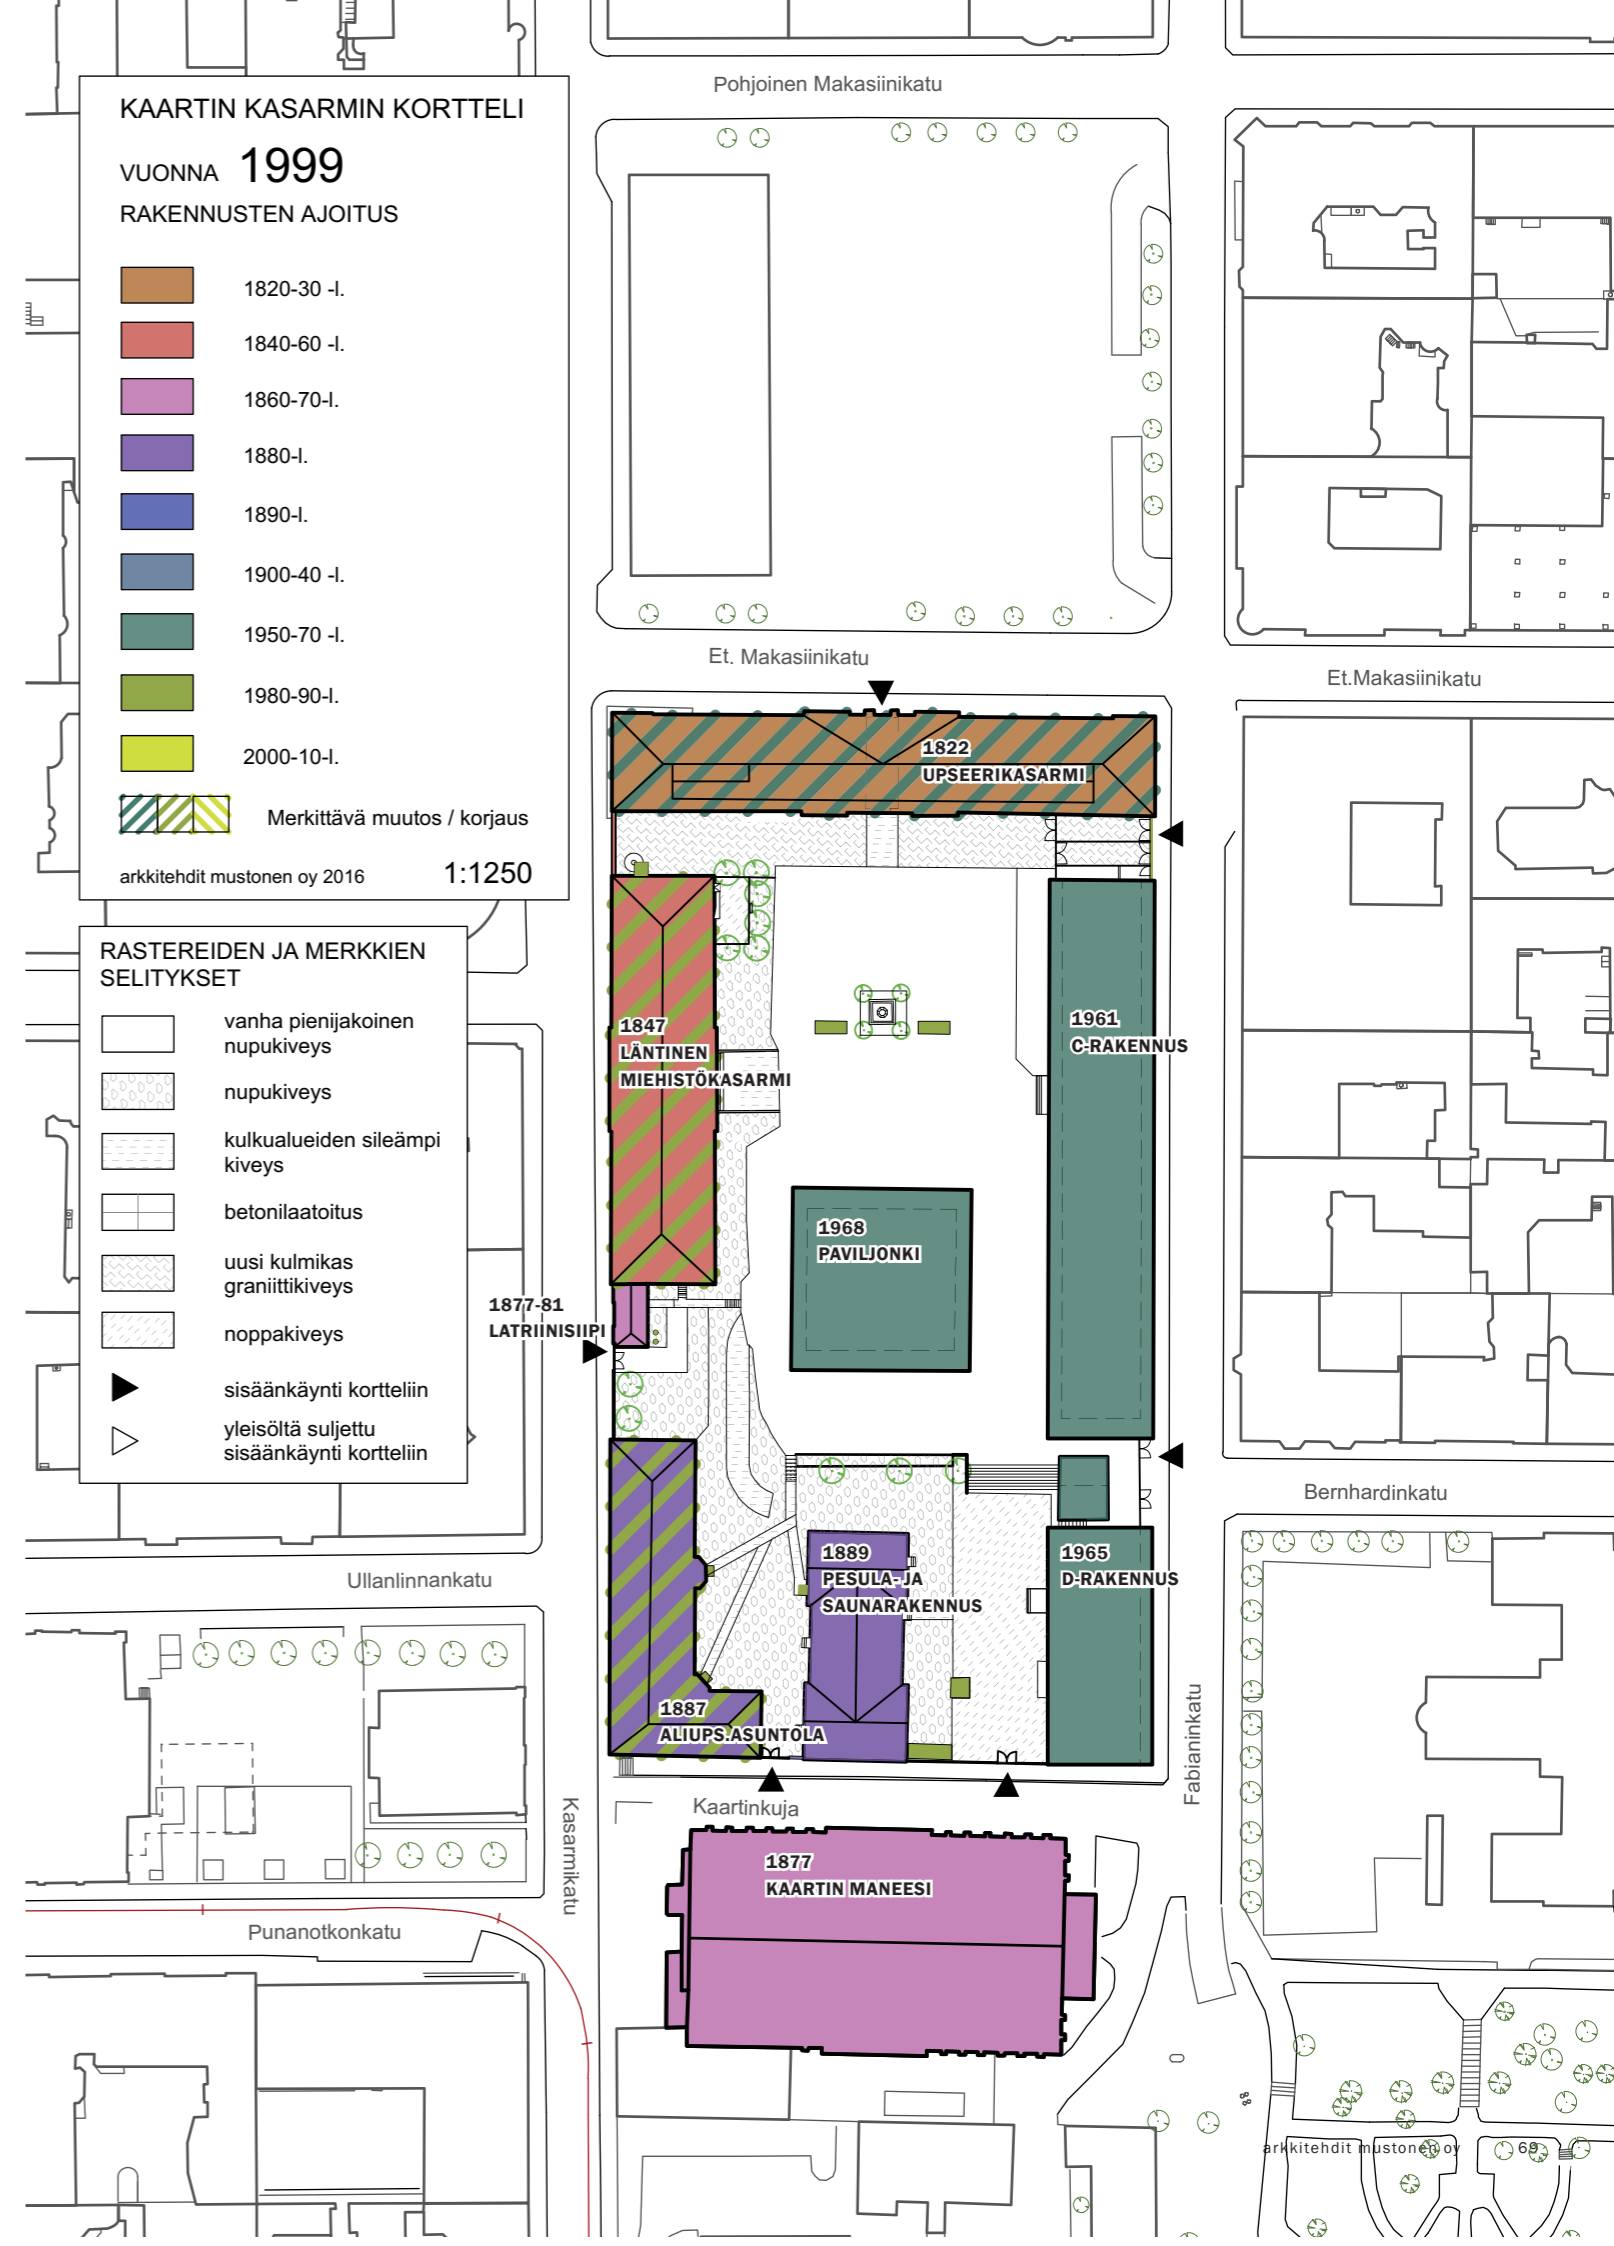 Pohjoinen Makasiinikatu
KAARTIN KASARMIN KORTTELI
VUONNA 1999
RAKENNUSTEN AJOITUS
1820-30 -l.
1840-60 -l.
1860-70-l.
1880-l.
1890-l.
1900-40 -l.
1950-70 -l.
1980-90-l.
2000-10-l.
Merkittävä muutos / korjaus
arkkitehdit mustonen oy 2016 1:1250
RASTEREIDEN JA MERKKIEN
SELITYKSET
vanha pienijakoinen
nupukiveys
nupukiveys
kulkualueiden sileämpi
kiveys
betonilaatoitus
uusi kulmikas
graniittikiveys
noppakiveys
sisäänkäynti kortteliin
yleisöltä suljettu
sisäänkäynti kortteliin
Et. Makasiinikatu
Et.Makasiinikatu
1822
UPSEERIKASARMI
1847
LÄNTINEN
MIEHISTÖKASARMI
1961
C-RAKENNUS
1968
PAVILJONKI
1877-81
LATRIINISIIPI
Bernhardinkatu
1889
PESULA- JA
SAUNARAKENNUS
1965
D-RAKENNUS
Ullanlinnankatu
1887
ALIUPS.ASUNTOLA
Fabianinkatu
Kasarmikatu
Kaartinkuja
1877
KAARTIN MANEESI
Punanotkonkatu
arkkitehdit mustonen oy 69